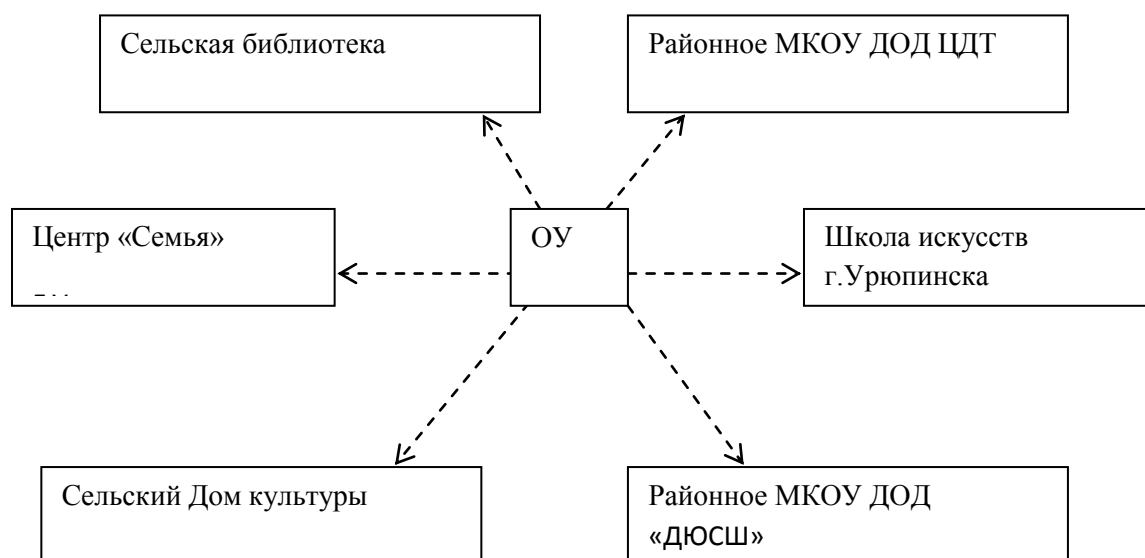 Сельская библиотека
Районное МКОУ ДОД ЦДТ
Центр «Семья»
ОУ
Школа искусств
г.Урюпинска
Сельский Дом культуры
Районное МКОУ ДОД
«ДЮСШ»